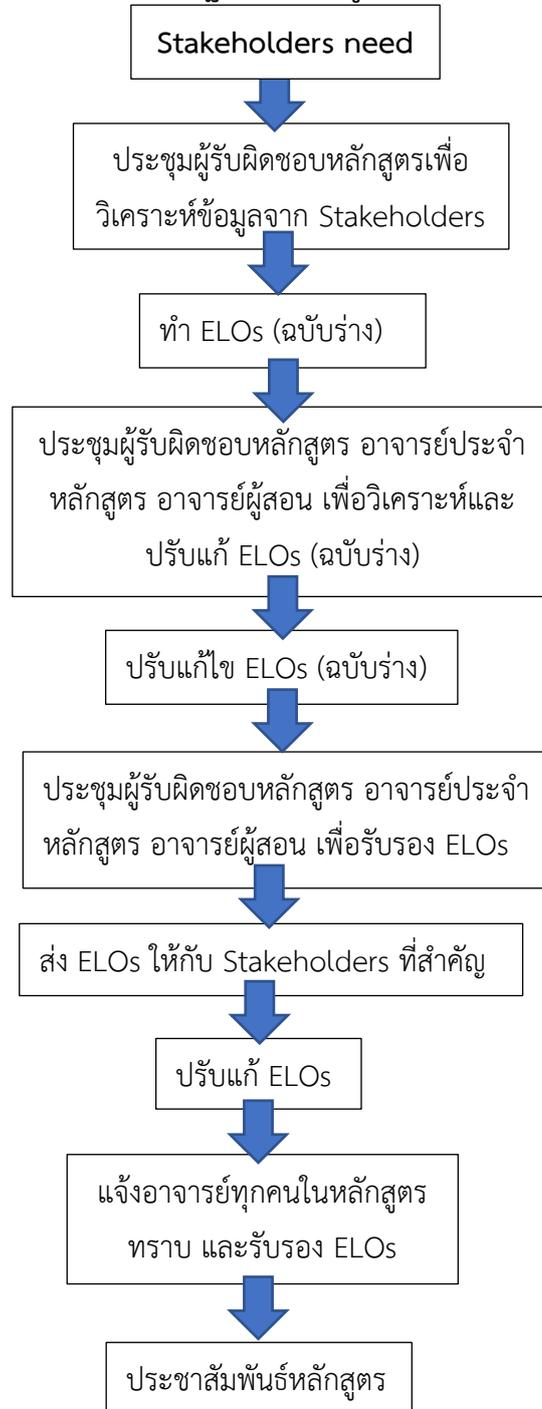 Stakeholders need
ประชุมผู้รับผิดชอบหลักสูตรเพื่อ
วิเคราะห์ข้อมูลจาก Stakeholders
ทำ ELOs (ฉบับร่าง)
ประชุมผู้รับผิดชอบหลักสูตร อาจารย์ประจำ
หลักสูตร อาจารย์ผู้สอน เพื่อวิเคราะห์และ
ปรับแก้ ELOs (ฉบับร่าง)
ปรับแก้ไข ELOs (ฉบับร่าง)
ประชุมผู้รับผิดชอบหลักสูตร อาจารย์ประจำ
หลักสูตร อาจารย์ผู้สอน เพื่อรับรอง ELOs
ส่ง ELOs ให้กับ Stakeholders ที่สำคัญ
ปรับแก้ ELOs
แจ้งอาจารย์ทุกคนในหลักสูตร
ทราบ และรับรอง ELOs
ประชาสัมพันธ์หลักสูตร